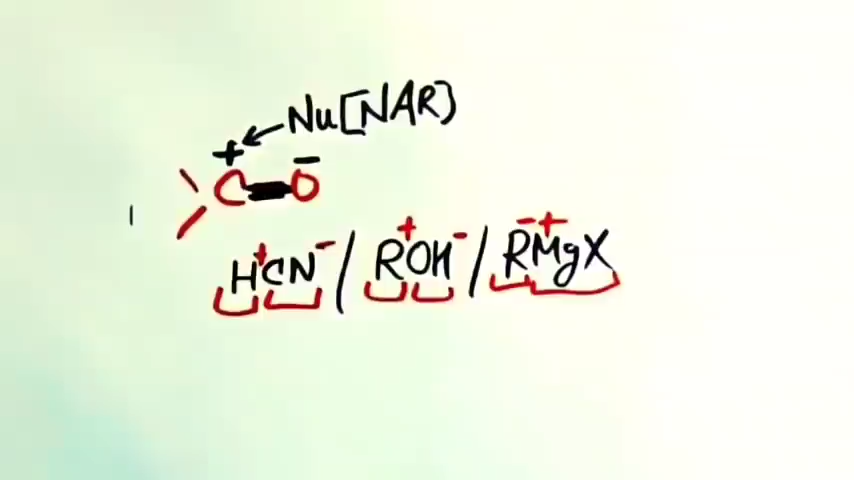 Nu[NAR)
+ −
C=O
+ − + − − +
HCN / ROH / RMgX